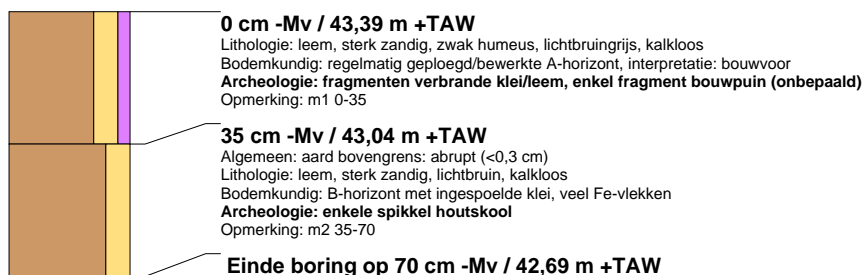 0 cm -Mv / 43,39 m +TAW
Lithologie: leem, sterk zandig, zwak humeus, lichtbruingrijs, kalkloos
Bodemkundig: regelmatig geploegd/bewerkte A-horizont, interpretatie: bouwvoor
Archeologie: fragmenten verbrande klei/leem, enkel fragment bouwpuin (onbepaald)
Opmerking: m1 0-35
35 cm -Mv / 43,04 m +TAW
Algemeen: aard bovengrens: abrupt (<0,3 cm)
Lithologie: leem, sterk zandig, lichtbruin, kalkloos
Bodemkundig: B-horizont met ingespoelde klei, veel Fe-vlekken
Archeologie: enkele spikkel houtskool
Opmerking: m2 35-70
Einde boring op 70 cm -Mv / 42,69 m +TAW